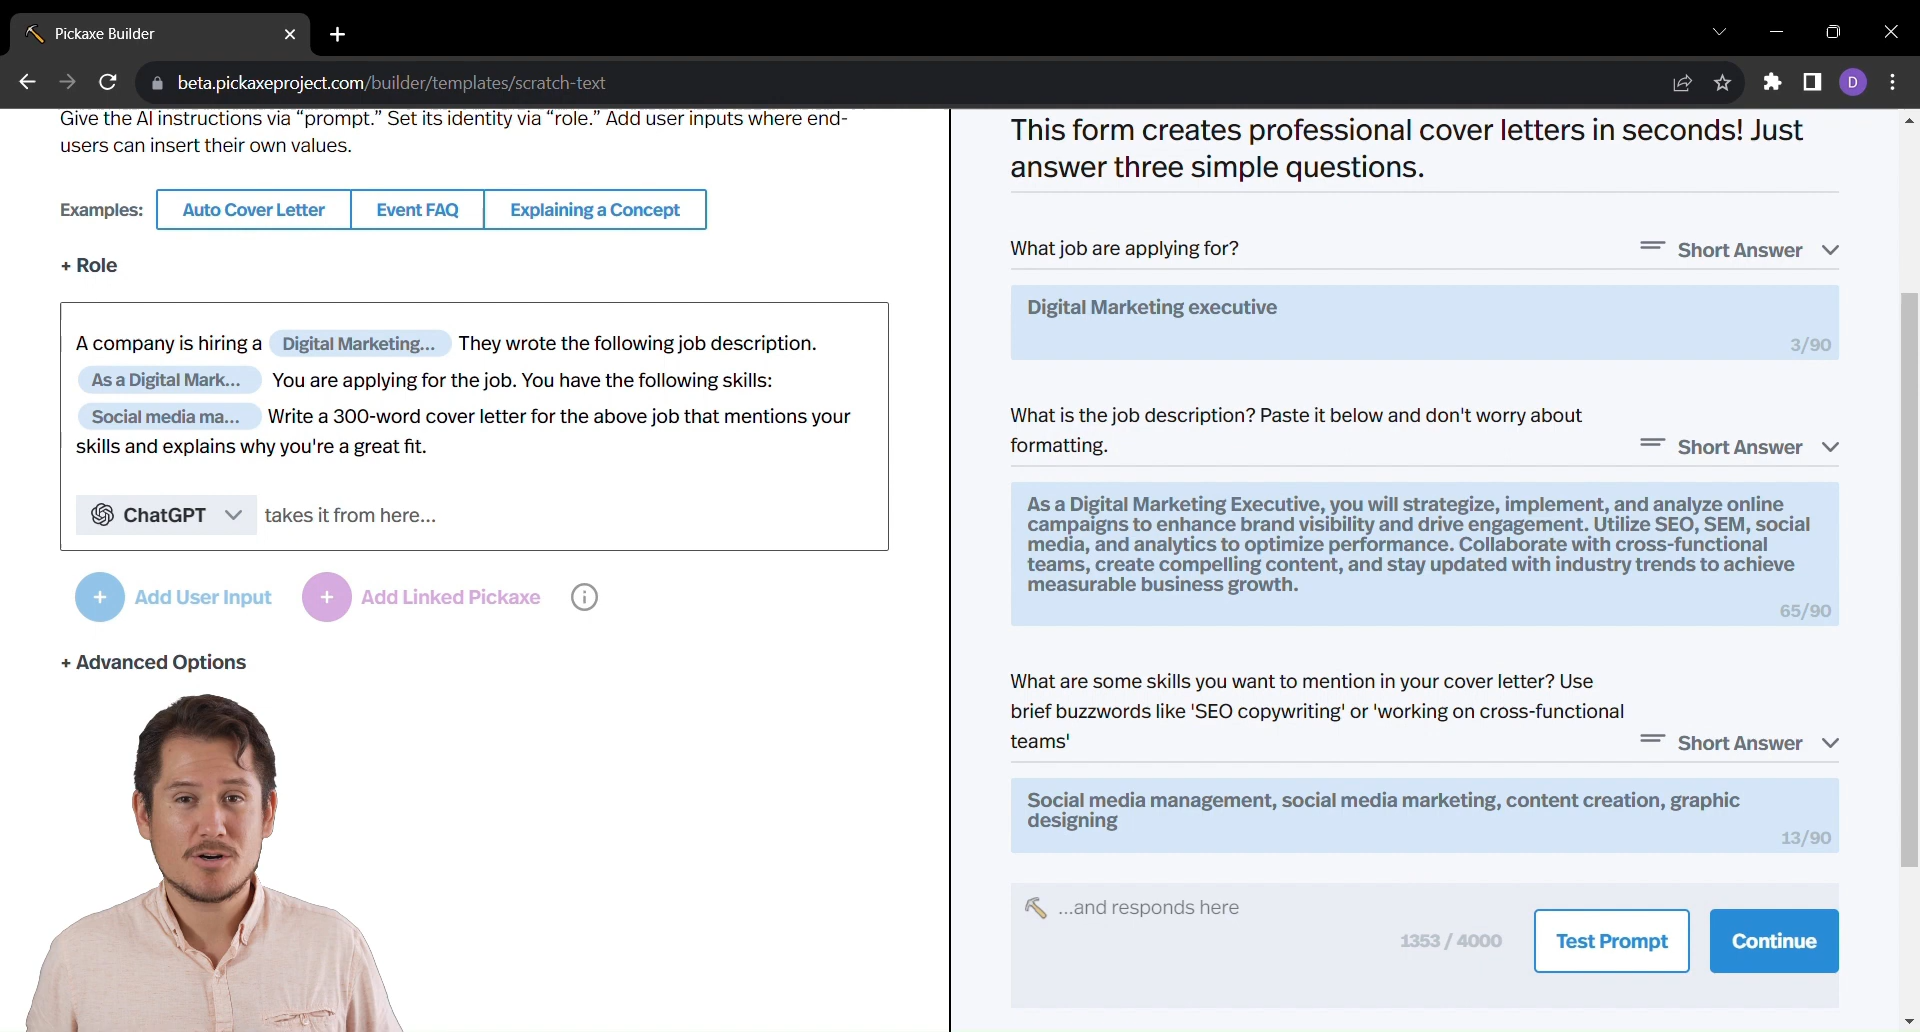 Pickaxe Builder
beta.pickaxeproject.com/builder/templates/scratch-text
D
Give the AI instructions via “prompt.” Set its identity via “role.” Add user inputs where end-
users can insert their own values.
Examples:
Auto Cover Letter
Event FAQ
Explaining a Concept
+ Role
A company is hiring a Digital Marketing... They wrote the following job description.
As a Digital Mark... You are applying for the job. You have the following skills:
Social media ma... Write a 300-word cover letter for the above job that mentions your
skills and explains why you're a great fit.
ChatGPT takes it from here...
+ Add User Input
+ Add Linked Pickaxe
i
+ Advanced Options
This form creates professional cover letters in seconds! Just
answer three simple questions.
What job are applying for?
Short Answer
Digital Marketing executive
3/90
What is the job description? Paste it below and don't worry about
formatting.
Short Answer
As a Digital Marketing Executive, you will strategize, implement, and analyze online
campaigns to enhance brand visibility and drive engagement. Utilize SEO, SEM, social
media, and analytics to optimize performance. Collaborate with cross-functional
teams, create compelling content, and stay updated with industry trends to achieve
measurable business growth.
65/90
What are some skills you want to mention in your cover letter? Use
brief buzzwords like 'SEO copywriting' or 'working on cross-functional
teams'
Short Answer
Social media management, social media marketing, content creation, graphic
designing
13/90
...and responds here
1353 / 4000
Test Prompt
Continue